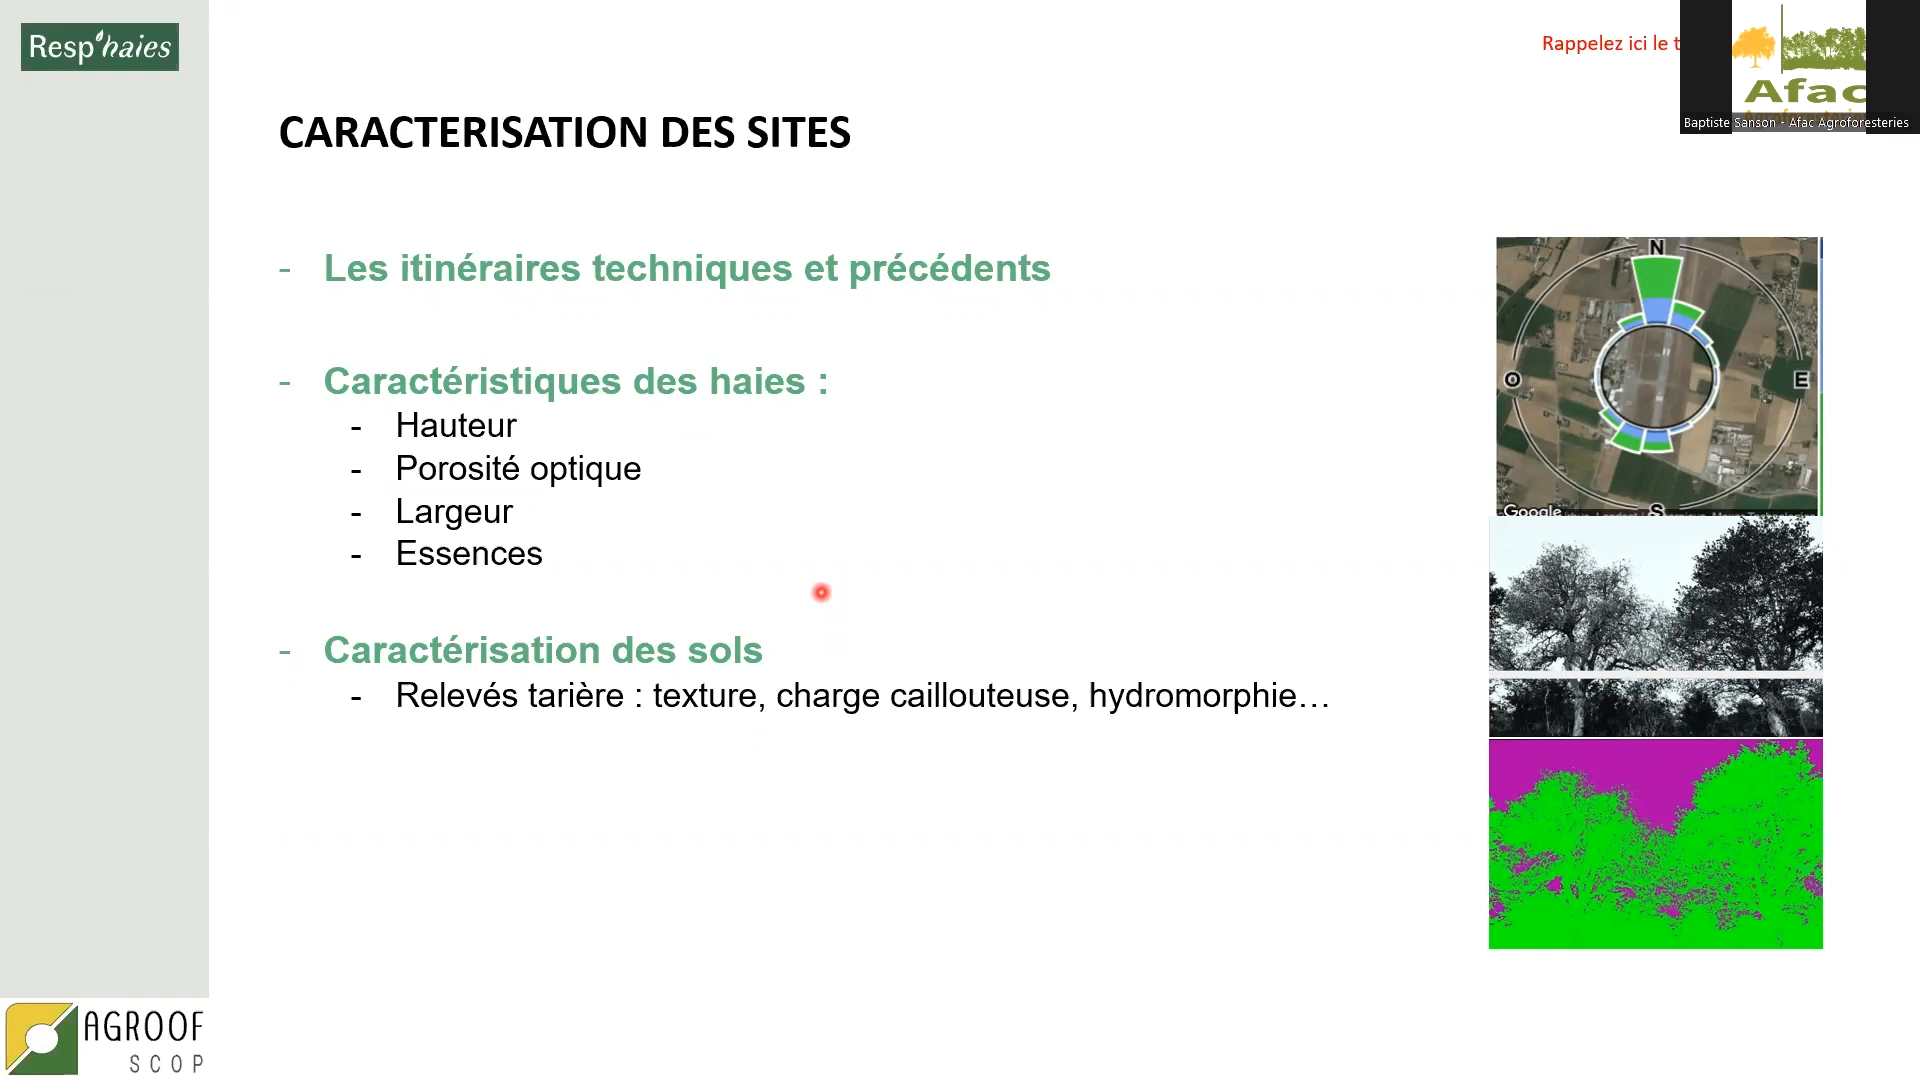 Resp'haies
Rappelez ici le t
Afac
Baptiste Sanson - Afac Agroforesteries
CARACTERISATION DES SITES
- Les itinéraires techniques et précédents
- Caractéristiques des haies :
- Hauteur
- Porosité optique
- Largeur
- Essences
- Caractérisation des sols
- Relevés tarière : texture, charge caillouteuse, hydromorphie…
N
O
E
S
Google
AGROOF
SCOP